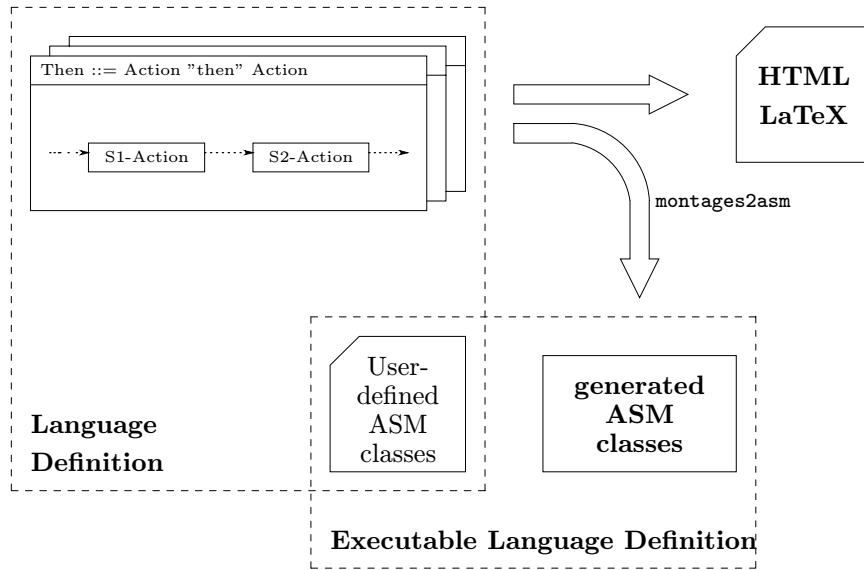 Then ::= Action "then" Action
S1-Action
S2-Action
HTML
LaTeX
montages2asm
User-
defined
ASM
classes
generated
ASM
classes
Language
Definition
Executable Language Definition